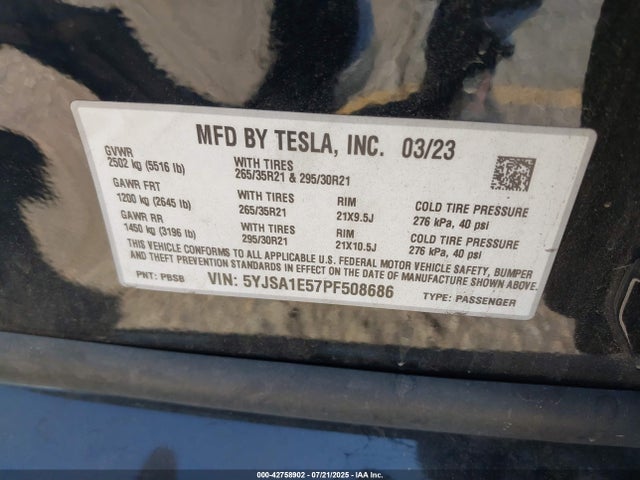 MFD BY TESLA, INC. 03/23
GVWR
2502 kg (5516 lb)
WITH TIRES
265/35R21 & 295/30R21
GAWR FRT
1200 kg (2645 lb)
WITH TIRES
265/35R21
RIM
21X9.5J
COLD TIRE PRESSURE
276 kPa, 40 psi
GAWR RR
1450 kg (3196 lb)
WITH TIRES
295/30R21
RIM
21X10.5J
COLD TIRE PRESSURE
276 kPa, 40 psi
THIS VEHICLE CONFORMS TO ALL APPLICABLE U.S. FEDERAL MOTOR VEHICLE SAFETY, BUMPER
AND THEFT PREVENTION STANDARDS IN EFFECT ON THE DATE OF MANUFACTURE SHOWN ABOVE.
PNT: PBSB
VIN: 5YJSA1E57PF508686
TYPE: PASSENGER
000-42758902 - 07/21/2025 - IAAI.COM